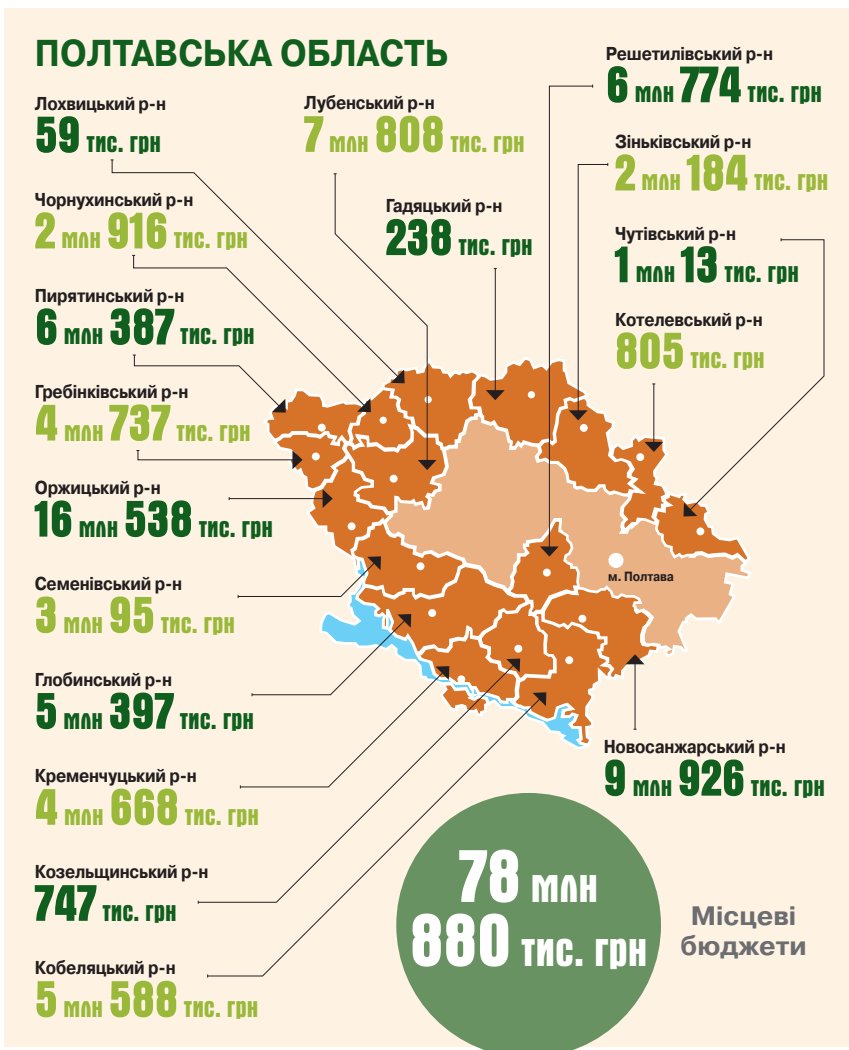 ПОЛТАВСЬКА ОБЛАСТЬ
Лохвицький р-н
59 тис. грн
Чорнухинський р-н
2 млн 916 тис. грн
Пирятинський р-н
6 млн 387 тис. грн
Гребінківський р-н
4 млн 737 тис. грн
Оржицький р-н
16 млн 538 тис. грн
Семенівський р-н
3 млн 95 тис. грн
Глобинський р-н
5 млн 397 тис. грн
Кременчуцький р-н
4 млн 668 тис. грн
Козельщинський р-н
747 тис. грн
Кобеляцький р-н
5 млн 588 тис. грн
Лубенський р-н
7 млн 808 тис. грн
Гадяцький р-н
238 тис. грн
Решетилівський р-н
6 млн 774 тис. грн
Зіньківський р-н
2 млн 184 тис. грн
Чутівський р-н
1 млн 13 тис. грн
Котелевський р-н
805 тис. грн
м. Полтава
Новосанжарський р-н
9 млн 926 тис. грн
78 млн
880 тис. грн
Місцеві
бюджети